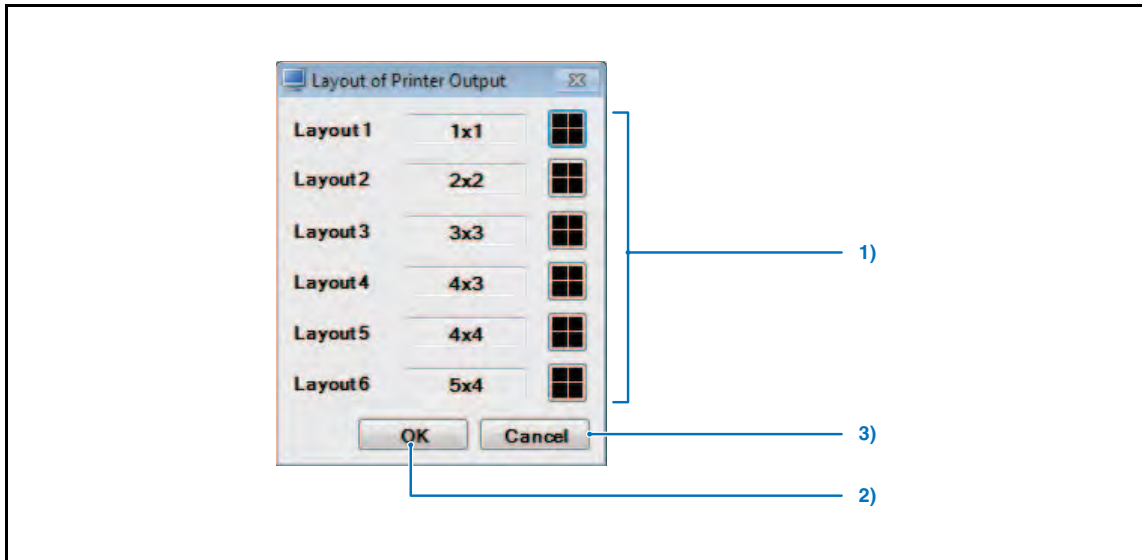 Layout of Printer Output
Layout 1 1x1
Layout 2 2x2
Layout 3 3x3
1)
Layout 4 4x3
Layout 5 4x4
Layout 6 5x4
OK Cancel 3)
2)